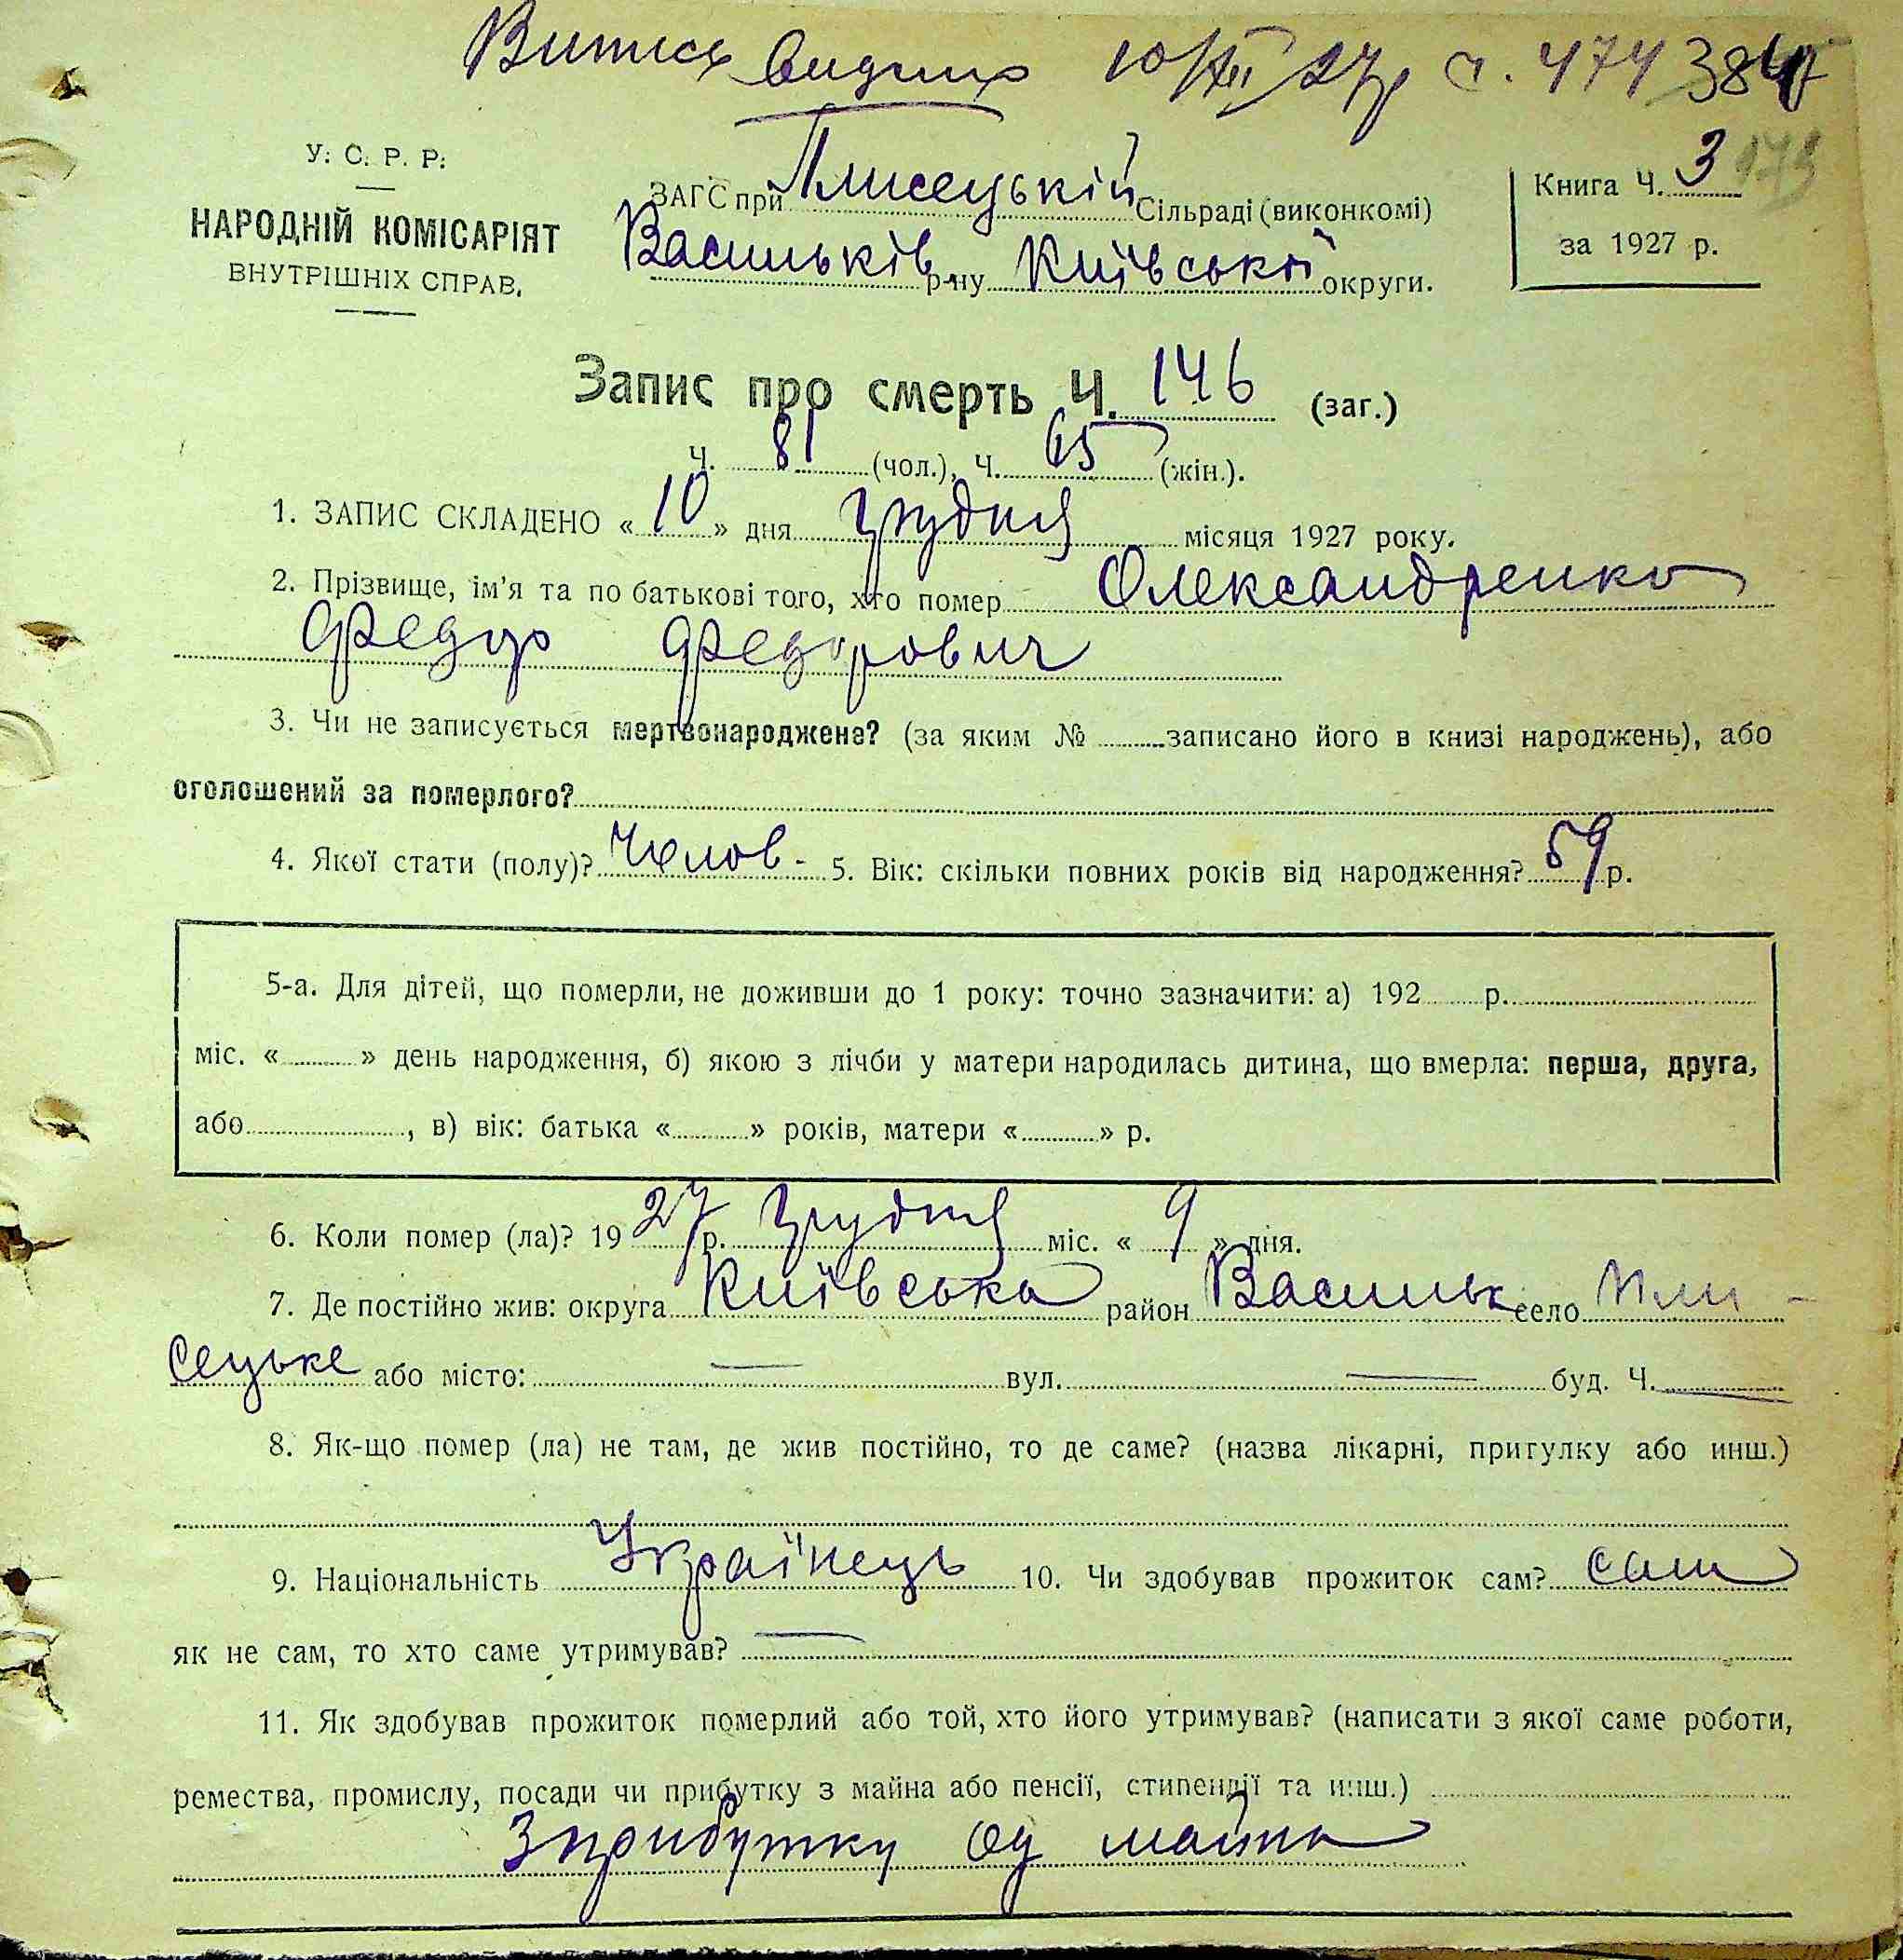 Витись видано 10/XII 27р ч. 474
У. С. Р. Р.
НАРОДНІЙ КОМІСАРІЯТ
ВНУТРІШНІХ СПРАВ.
ЗАГС при Плисецькій Сільраді (виконкомі)
Васильків р-ну Київської округи.
Книга Ч. 3
за 1927 р.
Запис про смерть Ч. 146 (заг.)
Ч. 81 (чол.), Ч. 65 (жін.).
1. ЗАПИС СКЛАДЕНО «10» дня грудня місяця 1927 року.
2. Прізвище, ім'я та по батькові того, хто помер Олександренко
Федір Федорович
3. Чи не записується мертвонароджене? (за яким № записано його в книзі народжень), або
оголошений за померлого?
4. Якої стати (полу)? Челов. 5. Вік: скільки повних років від народження? 59 р.
5-а. Для дітей, що померли, не доживши до 1 року: точно зазначити: а) 192 р.
міс. « » день народження, б) якою з лічби у матери народилась дитина, що вмерла: перша, друга,
або , в) вік: батька « » років, матери « » р.
6. Коли помер (ла)? 1927 р. грудня міс. «9» дня.
7. Де постійно жив: округа Київська район Васильк село Пли-
сецьке або місто: — вул. — буд. Ч. —
8. Як-що помер (ла) не там, де жив постійно, то де саме? (назва лікарні, пригулку або инш.)
9. Національність Українець 10. Чи здобував прожиток сам? сам
як не сам, то хто саме утримував? —
11. Як здобував прожиток померлий або той, хто його утримував? (написати з якої саме роботи,
ремества, промислу, посади чи прибутку з майна або пенсії, стипендії та инш.)
З прибутку од майна